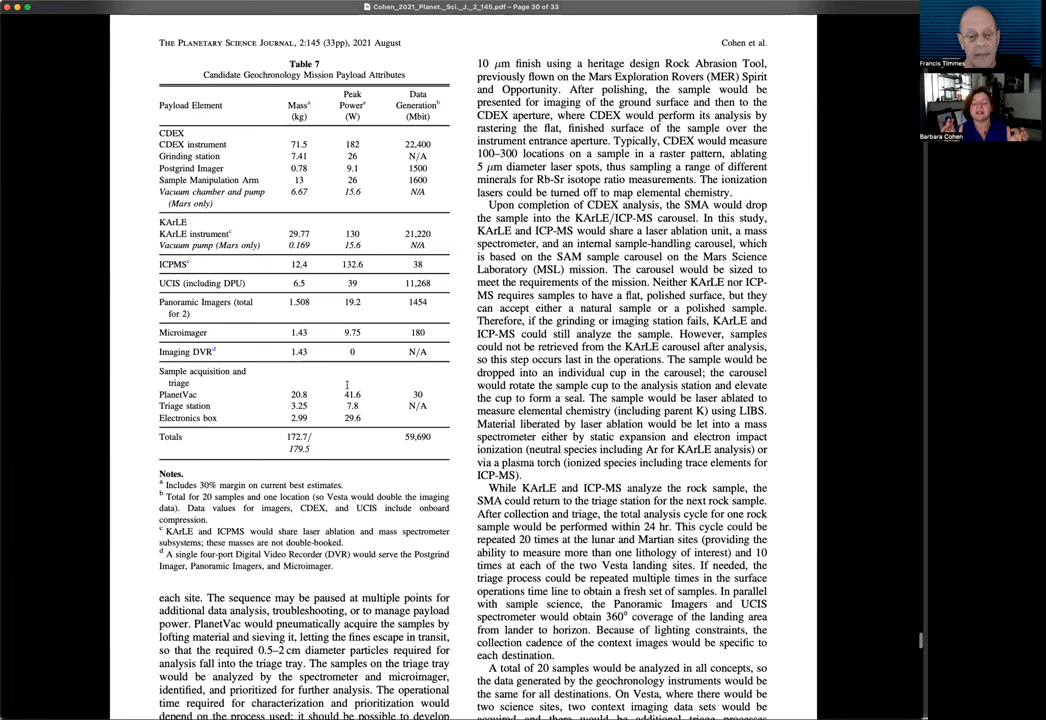 Cohen_2021_Planet._Sci._J._2_145.pdf - Page 30 of 33
THE PLANETARY SCIENCE JOURNAL, 2:145 (33pp), 2021 August
Cohen et al.
Table 7
Candidate Geochronology Mission Payload Attributes
Payload Element Massa (kg) Peak Powera (W) Data Generationb (Mbit)
CDEX
CDEX instrument 71.5 182 22,400
Grinding station 7.41 26 N/A
Postgrind Imager 0.78 9.1 1500
Sample Manipulation Arm 13 26 1600
Vacuum chamber and pump 6.67 15.6 N/A
(Mars only)
KArLE
KArLE instrumentc 29.77 130 21,220
Vacuum pump (Mars only) 0.169 15.6 N/A
ICPMSc 12.4 132.6 38
UCIS (including DPU) 6.5 39 11,268
Panoramic Imagers (total 1.508 19.2 1454
for 2)
Microimager 1.43 9.75 180
Imaging DVRd 1.43 0 N/A
Sample acquisition and
triage
PlanetVac 20.8 41.6 30
Triage station 3.25 7.8 N/A
Electronics box 2.99 29.6
Totals 172.7/ 59,690
179.5
Notes.
a Includes 30% margin on current best estimates.
b Total for 20 samples and one location (so Vesta would double the imaging
data). Data values for imagers, CDEX, and UCIS include onboard
compression.
c KArLE and ICPMS would share laser ablation and mass spectrometer
subsystems; these masses are not double-booked.
d A single four-port Digital Video Recorder (DVR) would serve the Postgrind
Imager, Panoramic Imagers, and Microimager.
each site. The sequence may be paused at multiple points for
additional data analysis, troubleshooting, or to manage payload
power. PlanetVac would pneumatically acquire the samples by
lofting material and sieving it, letting the fines escape in transit,
so that the required 0.5–2 cm diameter particles required for
analysis fall into the triage tray. The samples on the triage tray
would be analyzed by the spectrometer and microimager,
identified, and prioritized for further analysis. The operational
time required for characterization and prioritization would
depend on the process used; it should be possible to develop
10 μm finish using a heritage design Rock Abrasion Tool,
previously flown on the Mars Exploration Rovers (MER) Spirit
and Opportunity. After polishing, the sample would be
presented for imaging of the ground surface and then to the
CDEX aperture, where CDEX would perform its analysis by
rastering the flat, finished surface of the sample over the
instrument entrance aperture. Typically, CDEX would measure
100–300 locations on a sample in a raster pattern, ablating
5 μm diameter laser spots, thus sampling a range of different
minerals for Rb-Sr isotope ratio measurements. The ionization
lasers could be turned off to map elemental chemistry.
Upon completion of CDEX analysis, the SMA would drop
the sample into the KArLE/ICP-MS carousel. In this study,
KArLE and ICP-MS would share a laser ablation unit, a mass
spectrometer, and an internal sample-handling carousel, which
is based on the SAM sample carousel on the Mars Science
Laboratory (MSL) mission. The carousel would be sized to
meet the requirements of the mission. Neither KArLE nor ICP-
MS requires samples to have a flat, polished surface, but they
can accept either a natural sample or a polished sample.
Therefore, if the grinding or imaging station fails, KArLE and
ICP-MS could still analyze the sample. However, samples
could not be retrieved from the KArLE carousel after analysis,
so this step occurs last in the operations. The sample would be
dropped into an individual cup in the carousel; the carousel
would rotate the sample cup to the analysis station and elevate
the cup to form a seal. The sample would be laser ablated to
measure elemental chemistry (including parent K) using LIBS.
Material liberated by laser ablation would be let into a mass
spectrometer either by static expansion and electron impact
ionization (neutral species including Ar for KArLE analysis) or
via a plasma torch (ionized species including trace elements for
ICP-MS).
While KArLE and ICP-MS analyze the rock sample, the
SMA could return to the triage station for the next rock sample.
After collection and triage, the total analysis cycle for one rock
sample would be performed within 24 hr. This cycle could be
repeated 20 times at the lunar and Martian sites (providing the
ability to measure more than one lithology of interest) and 10
times at each of the two Vesta landing sites. If needed, the
triage process could be repeated multiple times in the surface
operations time line to obtain a fresh set of samples. In parallel
with sample science, the Panoramic Imagers and UCIS
spectrometer would obtain 360° coverage of the landing area
from lander to horizon. Because of lighting constraints, the
collection cadence of the context images would be specific to
each destination.
A total of 20 samples would be analyzed in all concepts, so
the data generated by the geochronology instruments would be
the same for all destinations. On Vesta, where there would be
two science sites, two context imaging data sets would be
acquired and there would be additional triage processes
Francis Timmes
Barbara Cohen